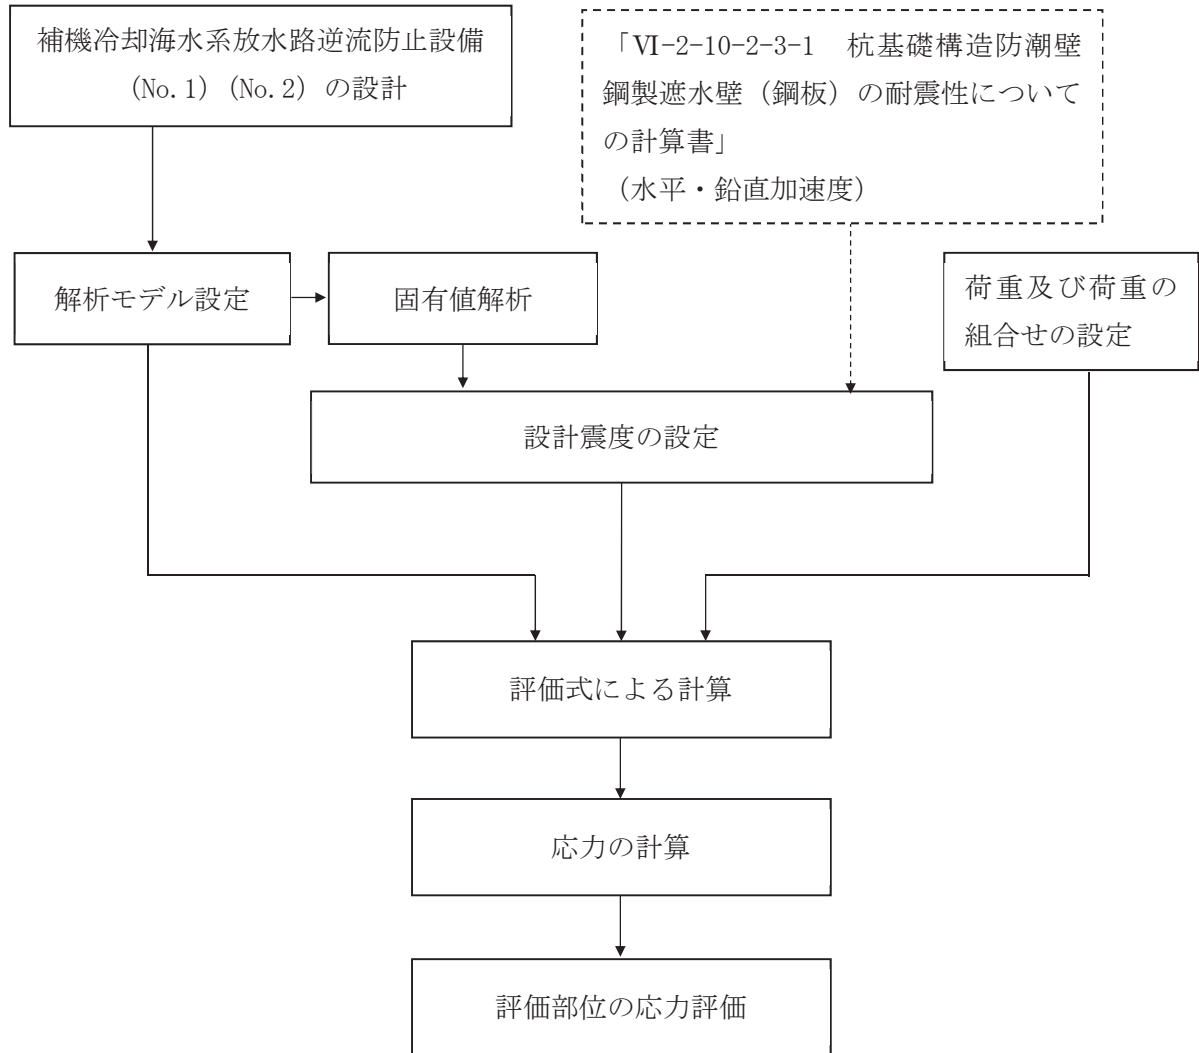 補機冷却海水系放水路逆流防止設備
(No.1) (No.2) の設計
「Ⅵ-2-10-2-3-1　杭基礎構造防潮壁
鋼製遮水壁（鋼板）の耐震性について
の計算書」
（水平・鉛直加速度）
解析モデル設定
固有値解析
荷重及び荷重の
組合せの設定
設計震度の設定
評価式による計算
応力の計算
評価部位の応力評価